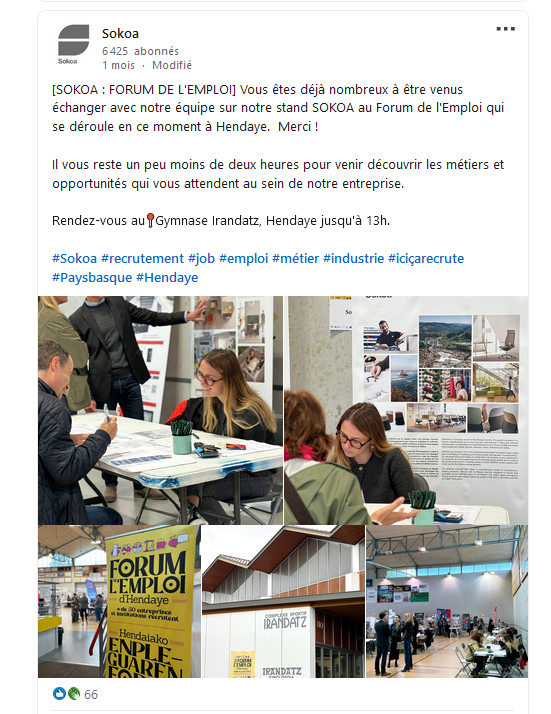 Sokoa
Sokoa
6 425 abonnés
1 mois · Modifié
[SOKOA : FORUM DE L'EMPLOI] Vous êtes déjà nombreux à être venus
échanger avec notre équipe sur notre stand SOKOA au Forum de l'Emploi qui
se déroule en ce moment à Hendaye. Merci !
Il vous reste un peu moins de deux heures pour venir découvrir les métiers et
opportunités qui vous attendent au sein de notre entreprise.
Rendez-vous au📍Gymnase Irandatz, Hendaye jusqu'à 13h.
#Sokoa #recrutement #job #emploi #métier #industrie #iciçarecrute
#Paysbasque #Hendaye
Sokoa
FORUM
DE L'EMPLOI
d'Hendaye
+ de 50 entreprises
et institutions recrutent
Hendaiako
ENPLE-
GUAREN
COMPLEXE SPORTIF
IRANDATZ
IRANDATZ
66